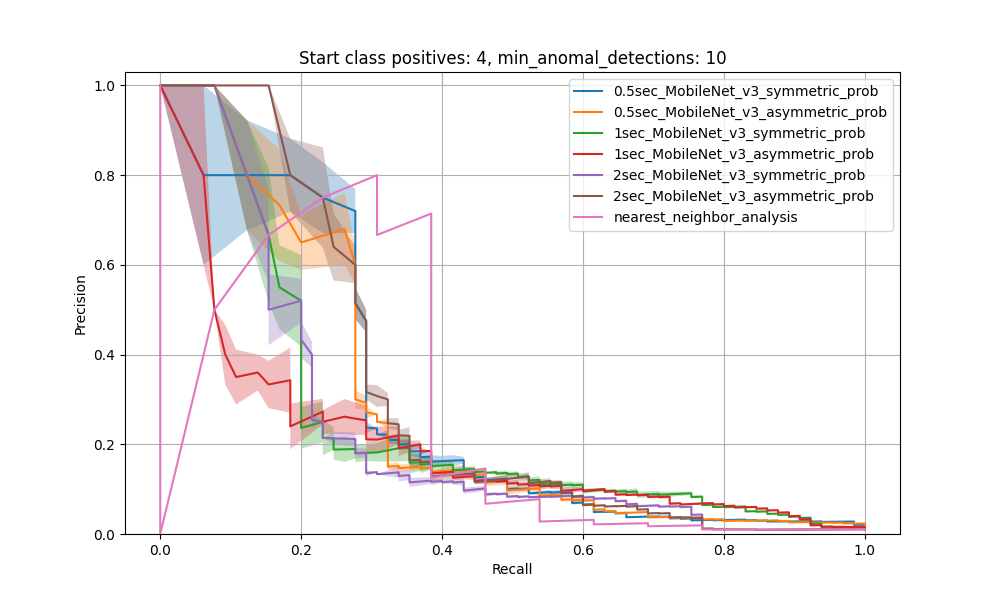 Start class positives: 4, min_anomal_detections: 10
1.0
0.8
0.6
0.4
0.2
0.0
Precision
0.5sec_MobileNet_v3_symmetric_prob
0.5sec_MobileNet_v3_asymmetric_prob
1sec_MobileNet_v3_symmetric_prob
1sec_MobileNet_v3_asymmetric_prob
2sec_MobileNet_v3_symmetric_prob
2sec_MobileNet_v3_asymmetric_prob
nearest_neighbor_analysis
0.0 0.2 0.4 0.6 0.8 1.0
Recall